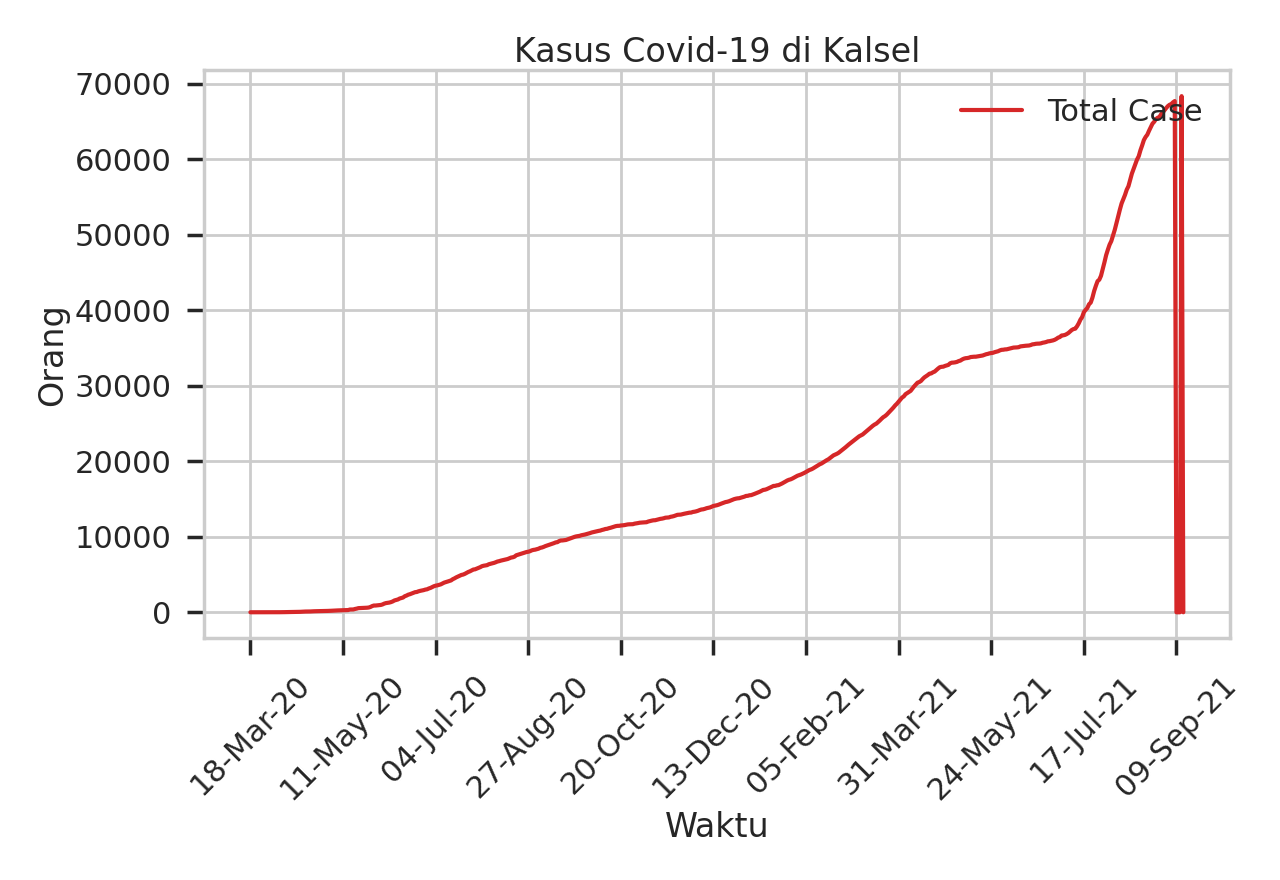 Kasus Covid-19 di Kalsel
Total Case
70000
60000
50000
40000
30000
20000
10000
0
Orang
18-Mar-20
11-May-20
04-Jul-20
27-Aug-20
20-Oct-20
13-Dec-20
05-Feb-21
31-Mar-21
24-May-21
17-Jul-21
09-Sep-21
Waktu